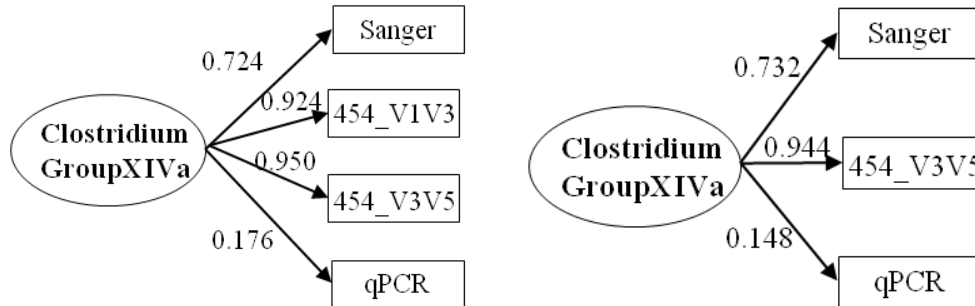 Sanger
0.724
0.924
454_V1V3
Clostridium
GroupXIVa
0.950
454_V3V5
0.176
qPCR
Sanger
0.732
Clostridium
GroupXIVa
0.944
454_V3V5
0.148
qPCR